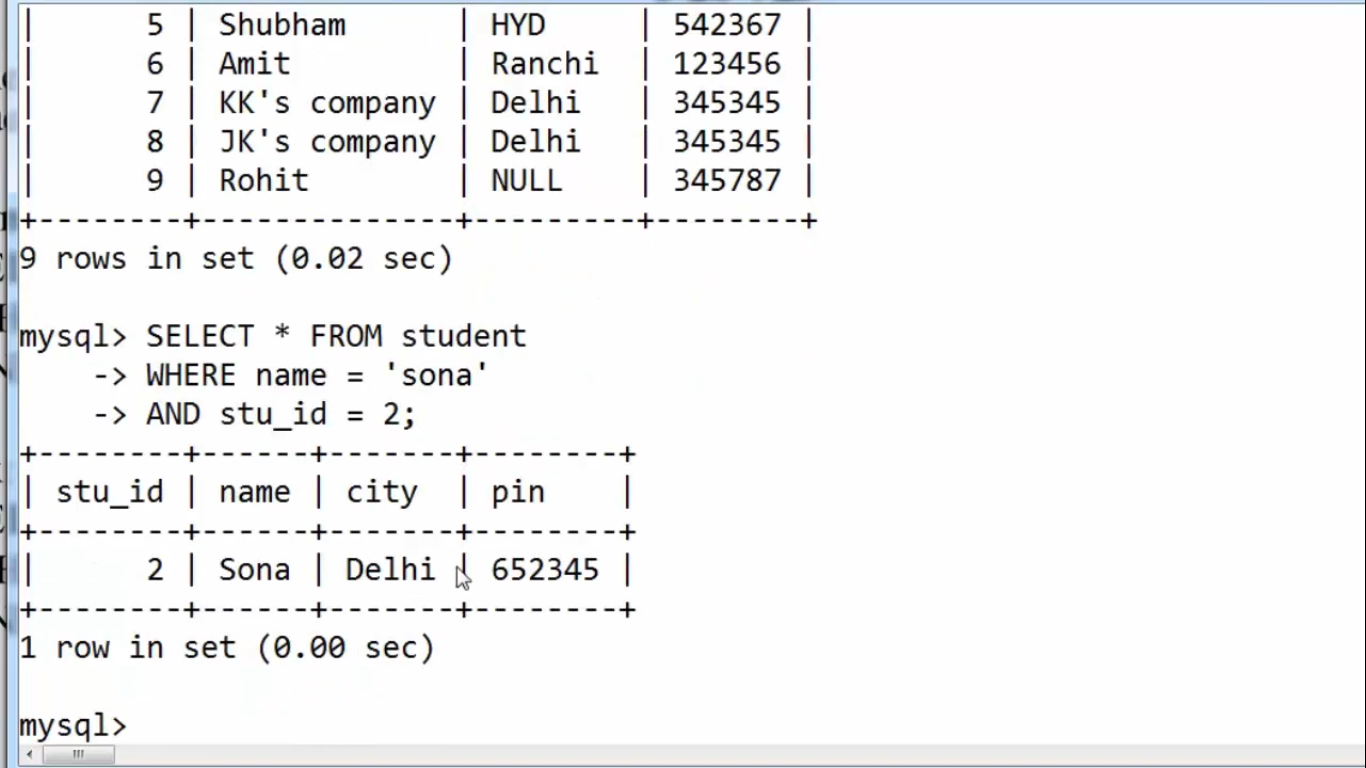 |      5 | Shubham      | HYD     | 542367 |
|      6 | Amit         | Ranchi  | 123456 |
|      7 | KK's company | Delhi   | 345345 |
|      8 | JK's company | Delhi   | 345345 |
|      9 | Rohit        | NULL    | 345787 |
+--------+--------------+---------+--------+
9 rows in set (0.02 sec)
mysql> SELECT * FROM student
    -> WHERE name = 'sona'
    -> AND stu_id = 2;
+--------+------+-------+--------+
| stu_id | name | city  | pin    |
+--------+------+-------+--------+
|      2 | Sona | Delhi | 652345 |
+--------+------+-------+--------+
1 row in set (0.00 sec)
mysql>